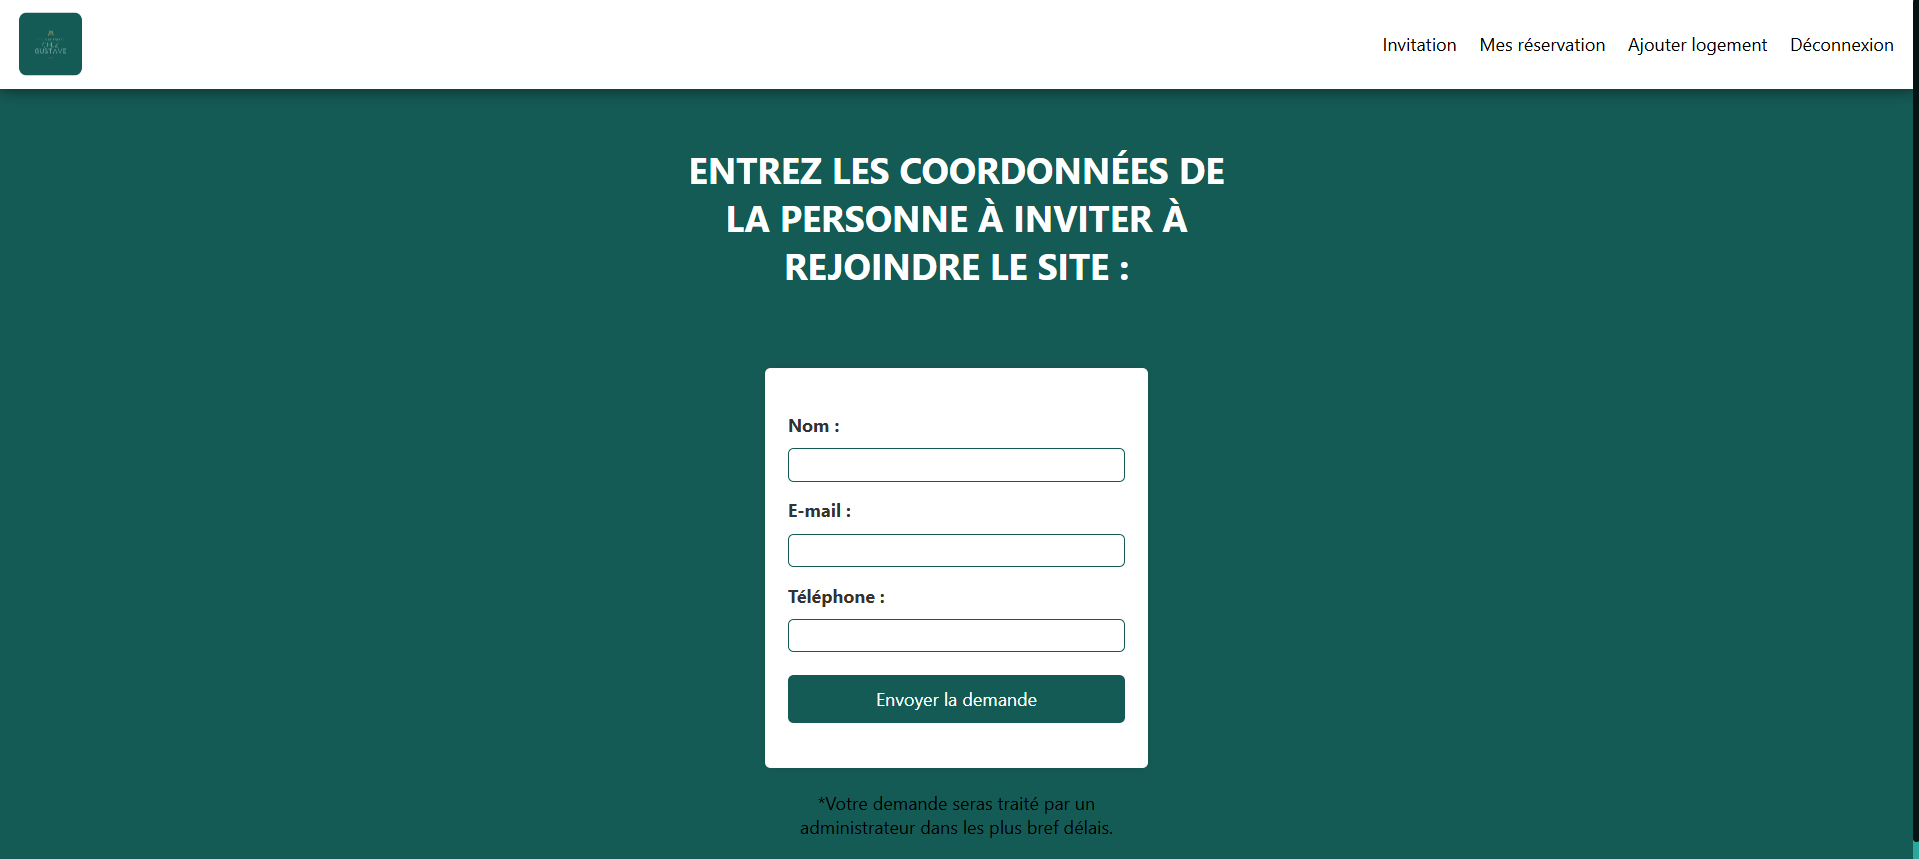 CHEZ
GUSTAVE
Invitation Mes réservation Ajouter logement Déconnexion
ENTREZ LES COORDONNÉES DE
LA PERSONNE À INVITER À
REJOINDRE LE SITE :
Nom :
E-mail :
Téléphone :
Envoyer la demande
*Votre demande seras traité par un
administrateur dans les plus bref délais.